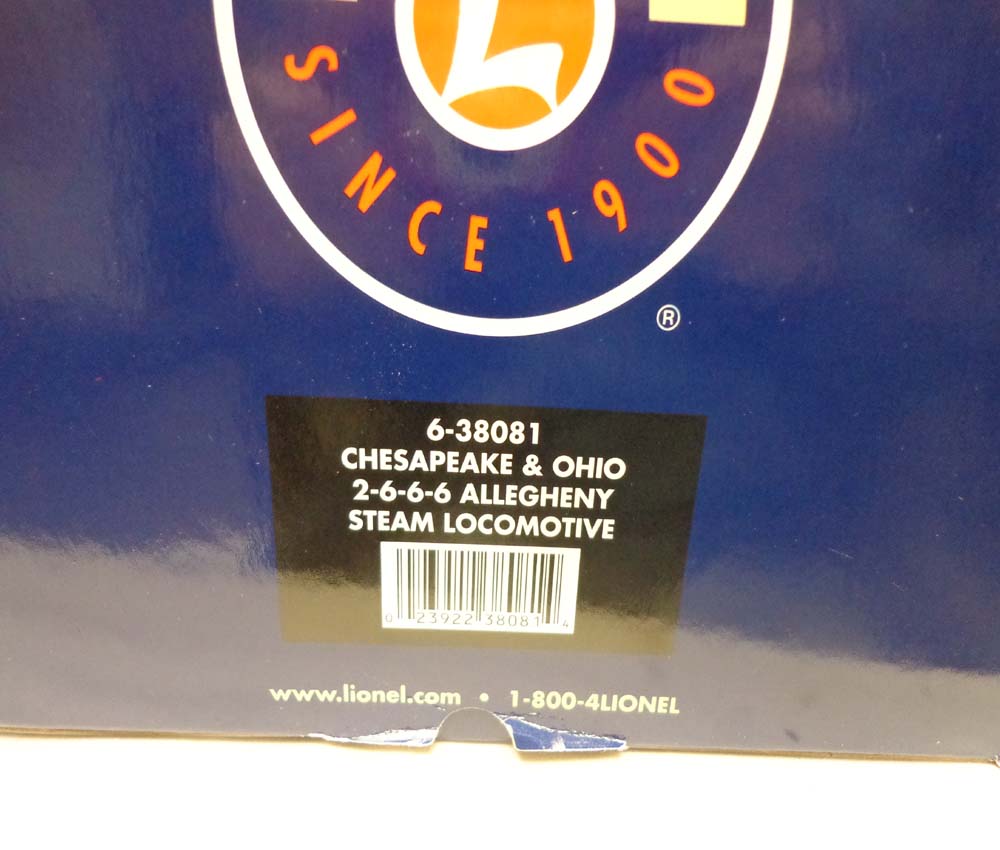 L
SINCE 1900
®
6-38081
CHESAPEAKE & OHIO
2-6-6-6 ALLEGHENY
STEAM LOCOMOTIVE
0 23922 38081 4
www.lionel.com • 1-800-4LIONEL